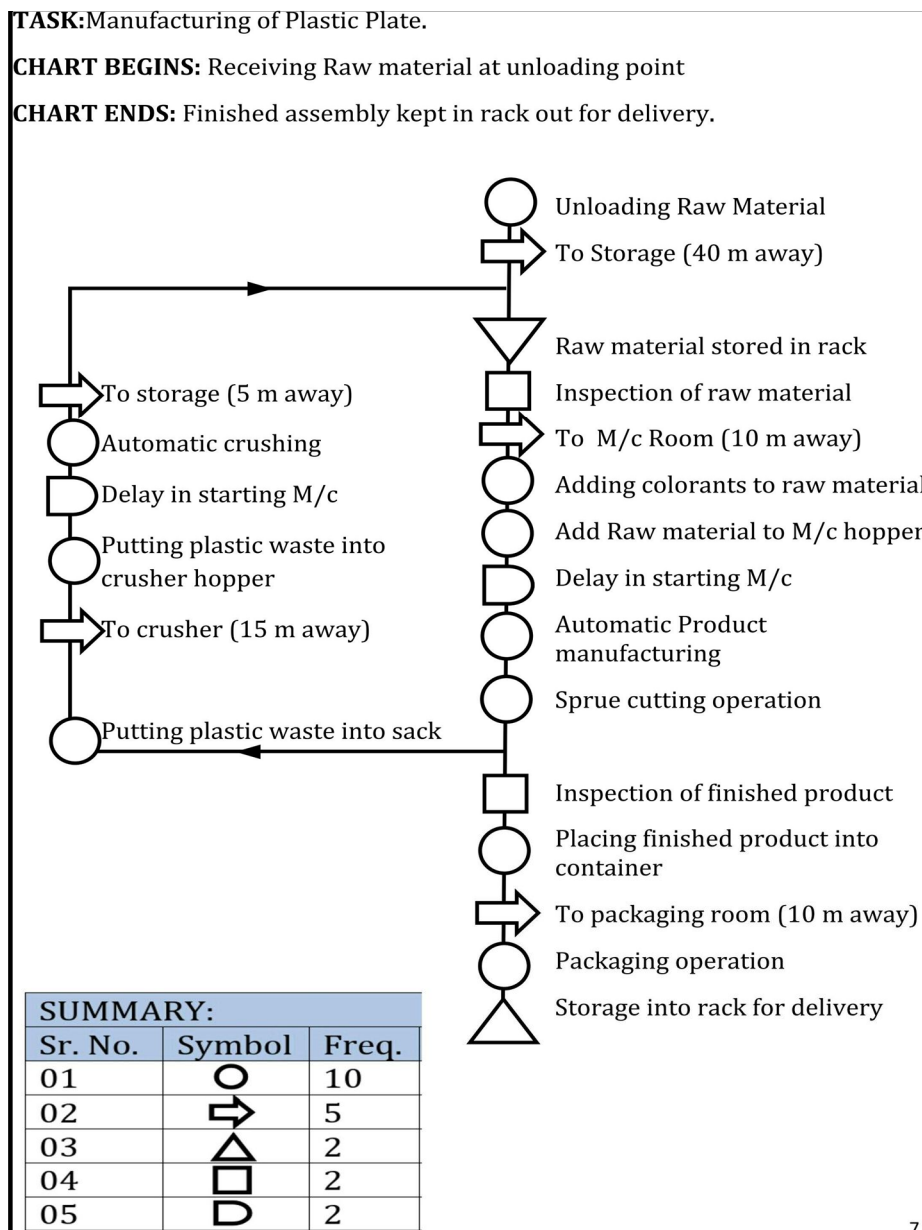 TASK:Manufacturing of Plastic Plate.
CHART BEGINS: Receiving Raw material at unloading point
CHART ENDS: Finished assembly kept in rack out for delivery.
Unloading Raw Material
To Storage (40 m away)
Raw material stored in rack
Inspection of raw material
To M/c Room (10 m away)
Adding colorants to raw material
Add Raw material to M/c hopper
Delay in starting M/c
Automatic Product
manufacturing
Sprue cutting operation
To storage (5 m away)
Automatic crushing
Delay in starting M/c
Putting plastic waste into
crusher hopper
To crusher (15 m away)
Putting plastic waste into sack
Inspection of finished product
Placing finished product into
container
To packaging room (10 m away)
Packaging operation
Storage into rack for delivery
SUMMARY:
Sr. No. Symbol Freq.
01 10
02 5
03 2
04 2
05 2